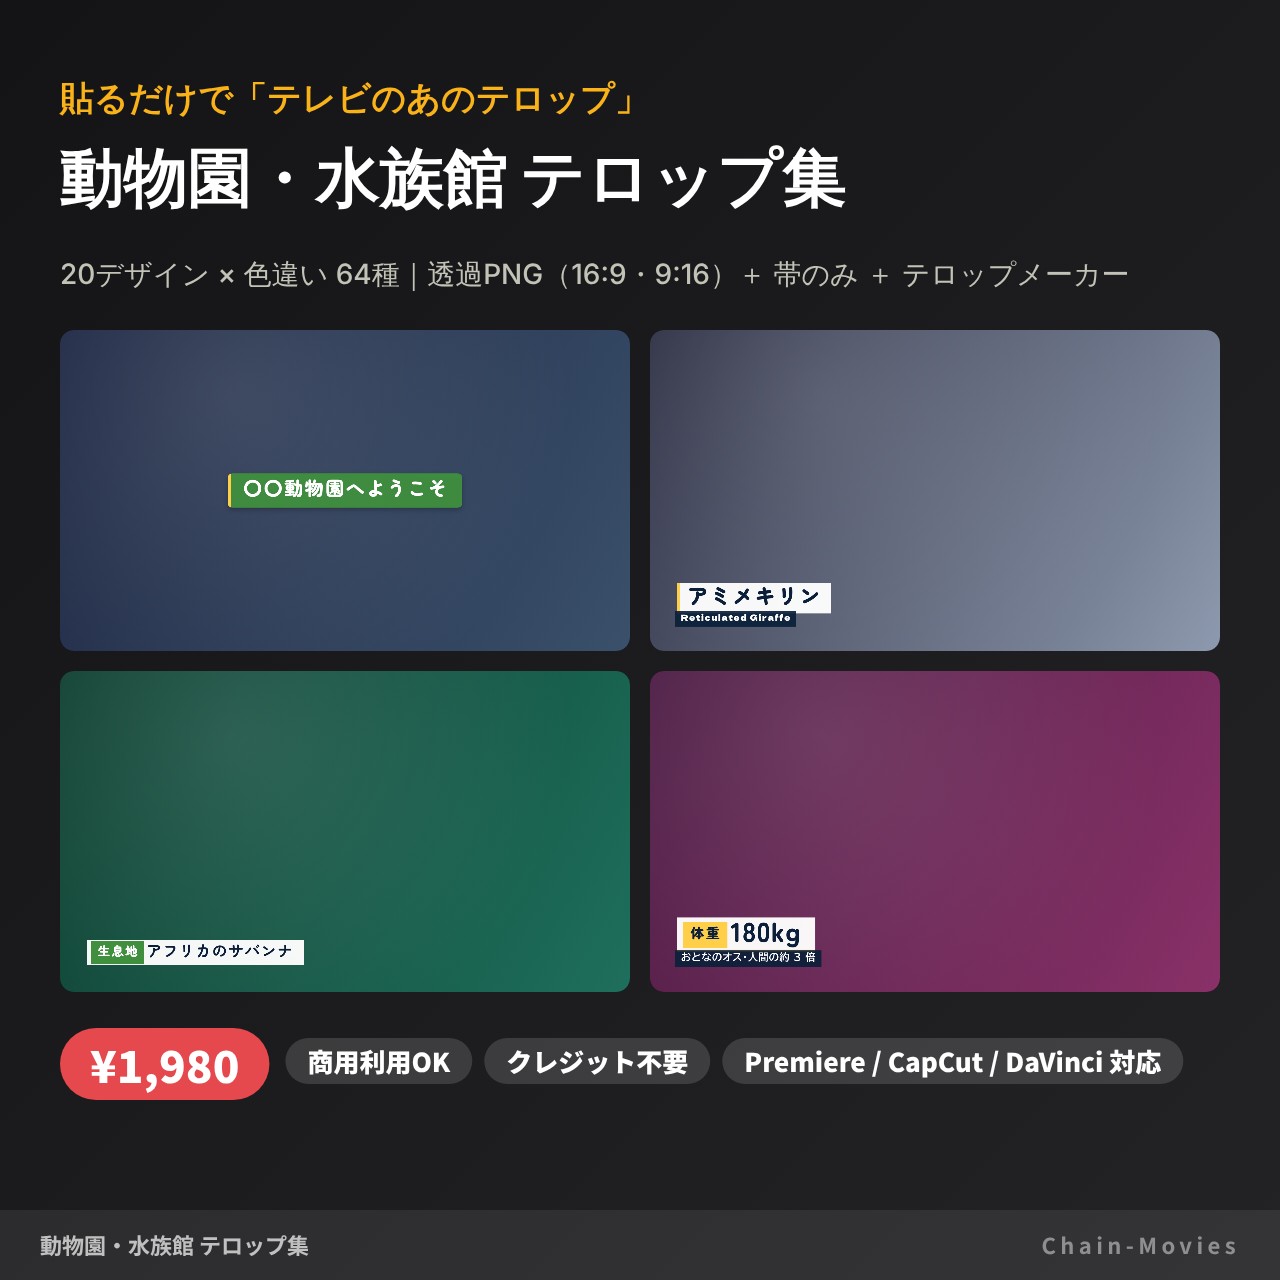 貼るだけで「テレビのあのテロップ」
動物園・水族館 テロップ集
20デザイン × 色違い 64種｜透過PNG（16:9・9:16）＋ 帯のみ ＋ テロップメーカー
〇〇動物園へようこそ
アミメキリン
Reticulated Giraffe
生息地 アフリカのサバンナ
体重 180kg
おとなのオス・人間の約 3 倍
¥1,980 商用利用OK クレジット不要 Premiere / CapCut / DaVinci 対応
動物園・水族館 テロップ集 Chain-Movies